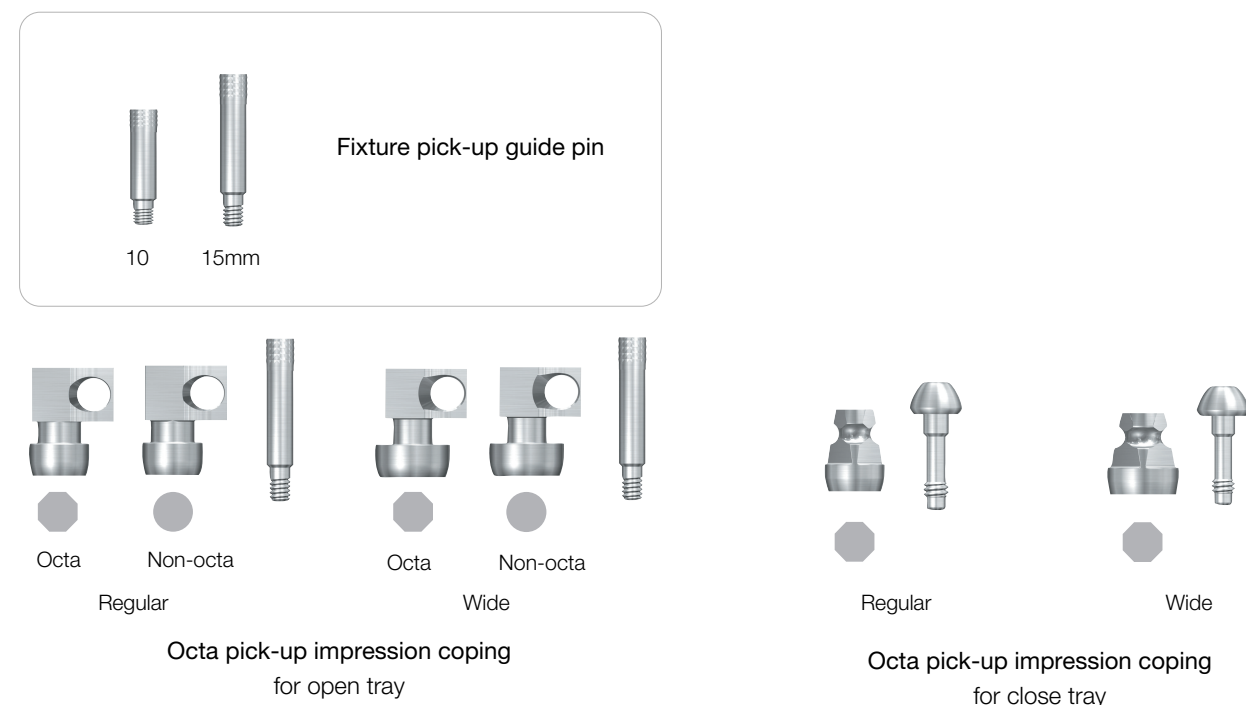 Fixture pick-up guide pin
10 15mm
Octa Non-octa Octa Non-octa
Regular Wide
Octa pick-up impression coping
for open tray
Regular Wide
Octa pick-up impression coping
for close tray